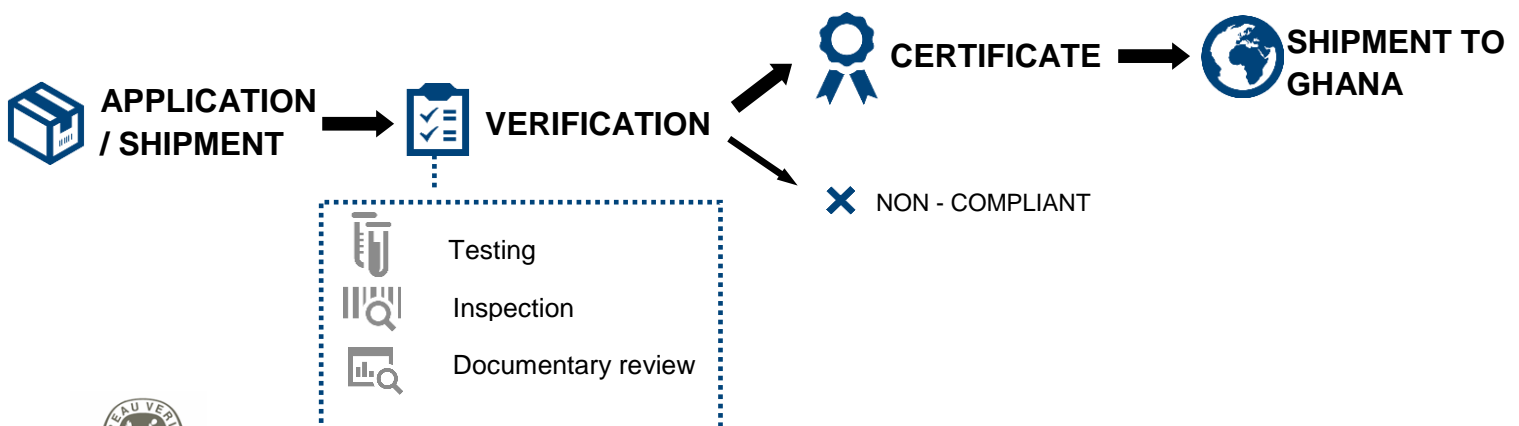 APPLICATION
/ SHIPMENT
VERIFICATION
CERTIFICATE
SHIPMENT TO
GHANA
NON - COMPLIANT
Testing
Inspection
Documentary review